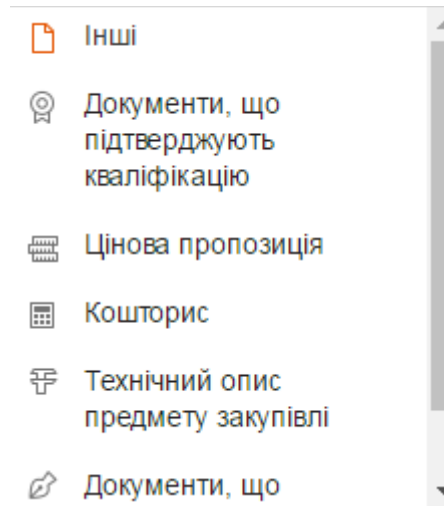 Інші
Документи, що
підтверджують
кваліфікацію
Цінова пропозиція
Кошторис
Технічний опис
предмету закупівлі
Документи, що